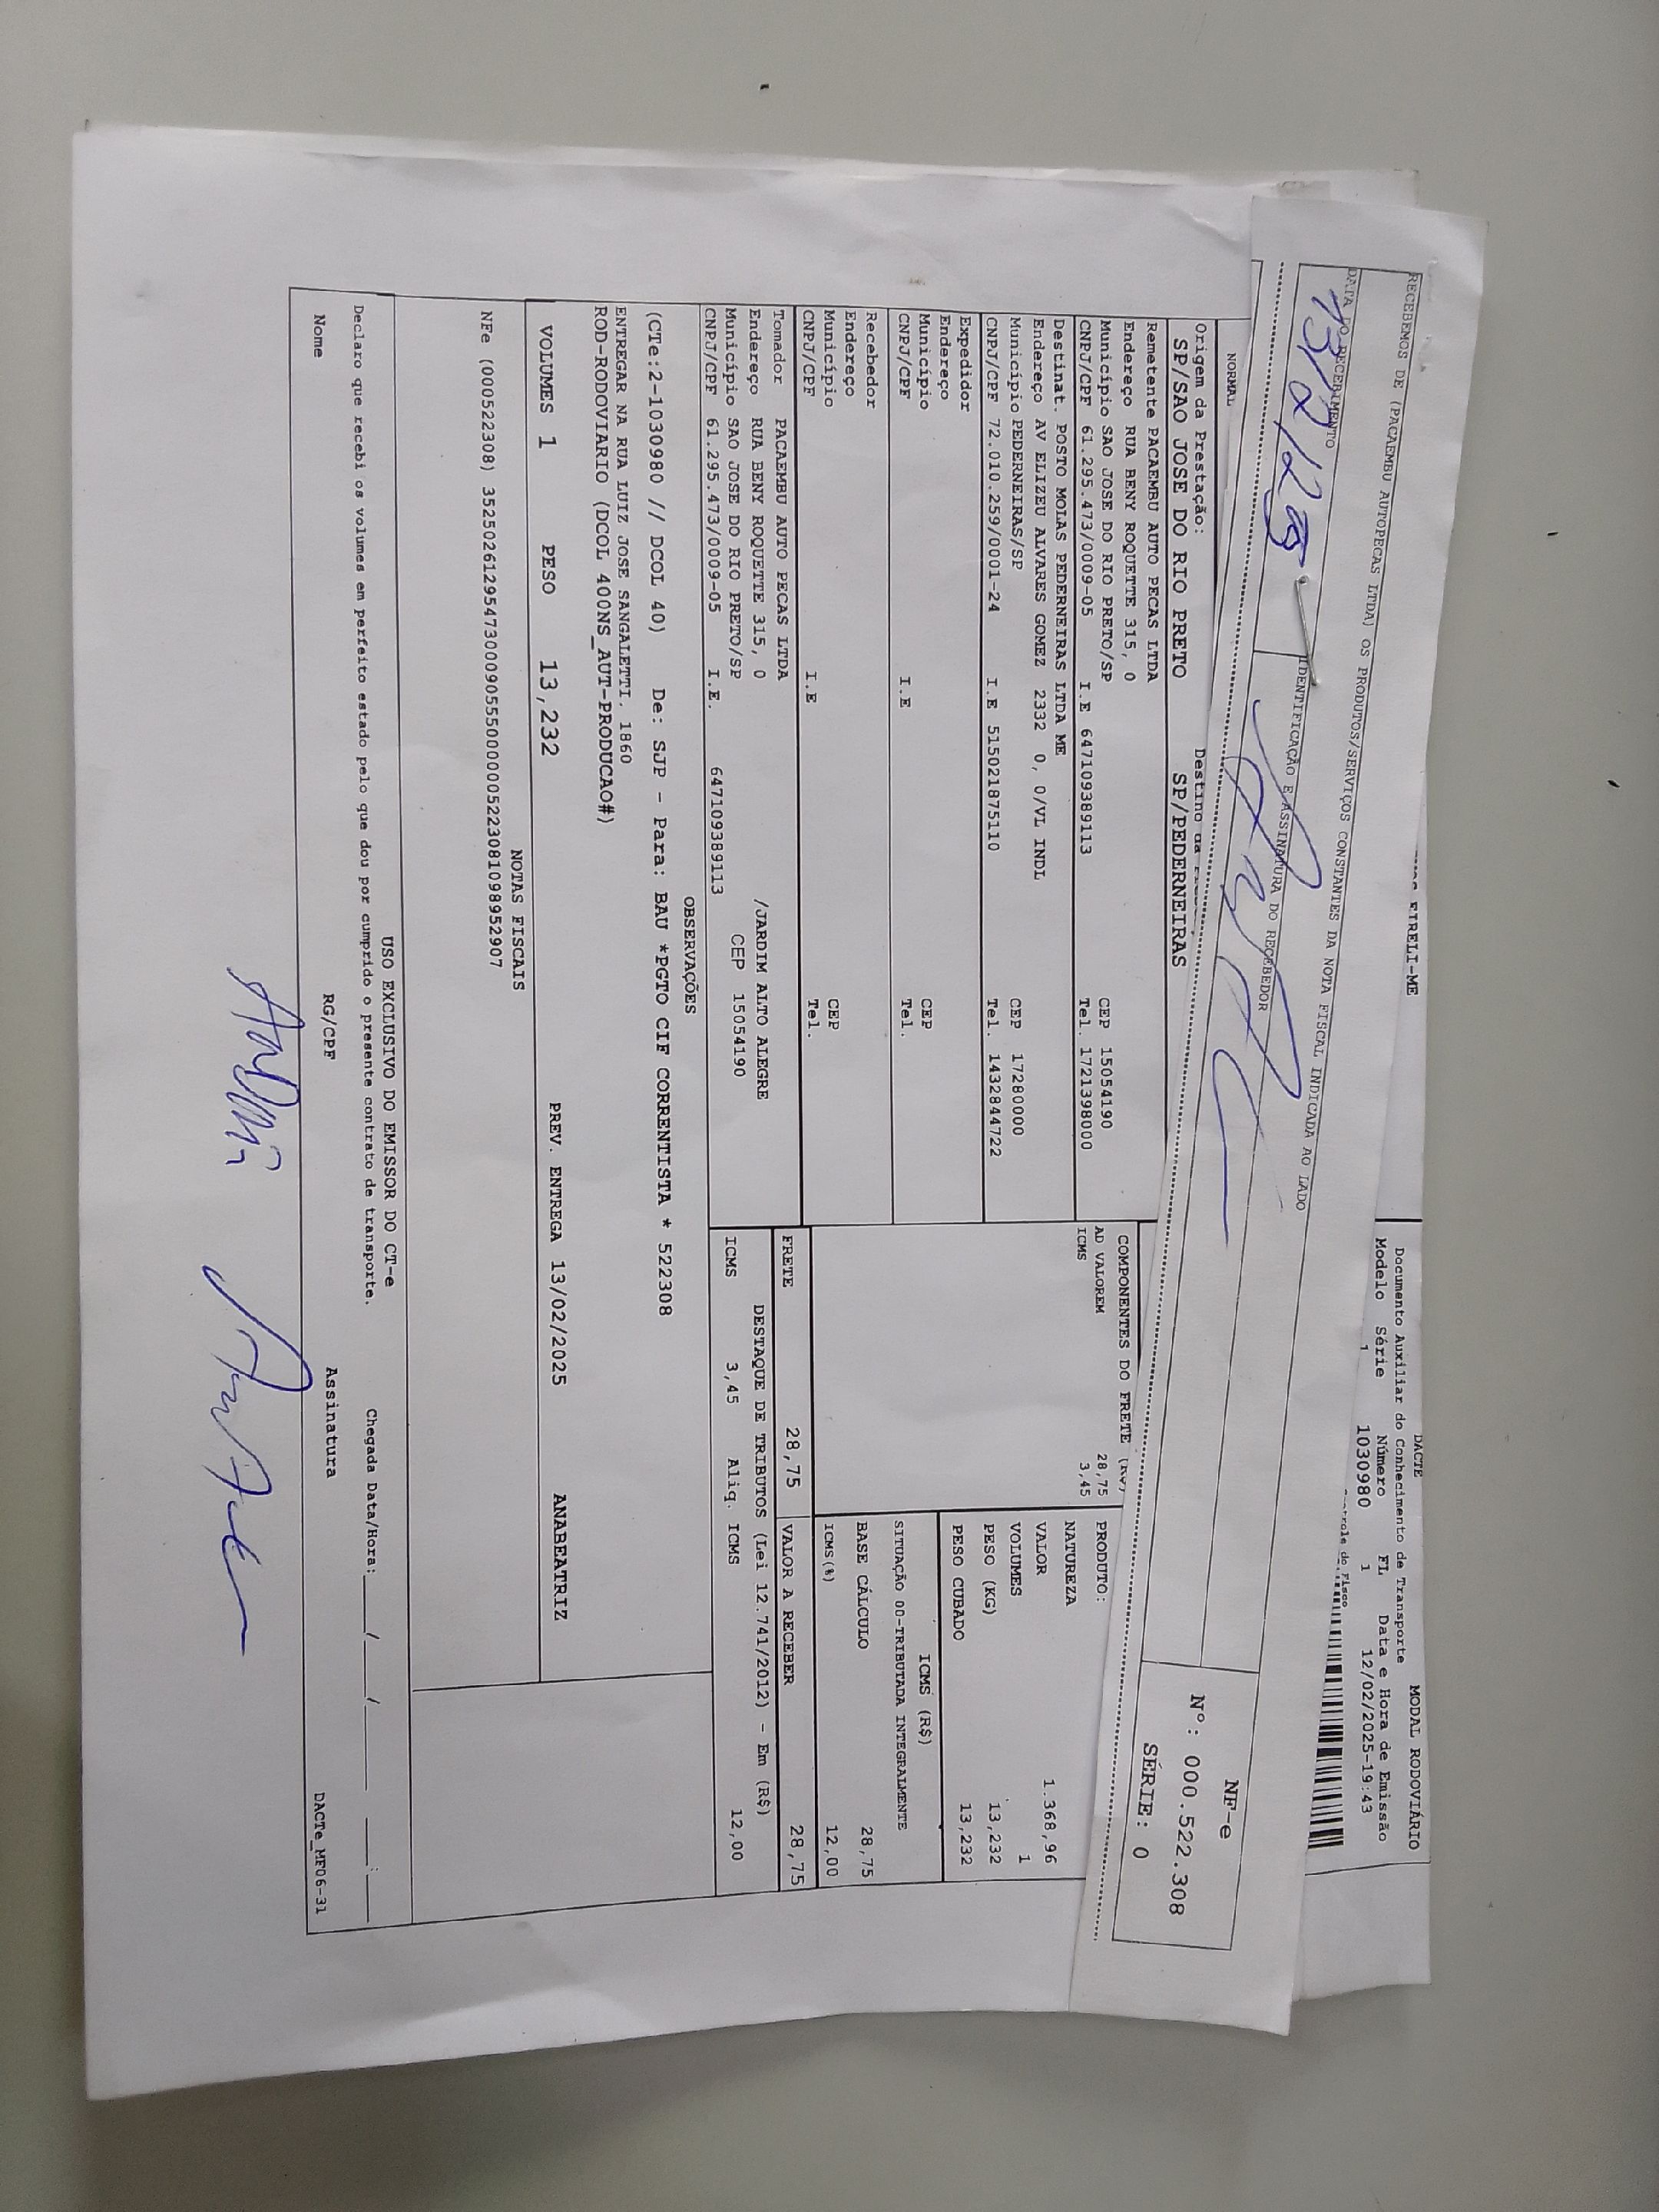 EIRELI-ME
DACTE
Documento Auxiliar do Conhecimento de Transporte
MODAL RODOVIÁRIO
Modelo Série Número FL Data e Hora de Emissão
1 1030980 1 12/02/2025-19:43
RECEBEMOS DE (PACAEMBU AUTOPECAS LTDA) OS PRODUTOS/SERVIÇOS CONSTANTES DA NOTA FISCAL INDICADA AO LADO
DATA DO RECEBIMENTO
13/2/25
IDENTIFICAÇÃO E ASSINATURA DO RECEBEDOR
NF-e
Nº: 000.522.308
SÉRIE: 0
NORMAL
Origem da Prestação:
SP/SAO JOSE DO RIO PRETO
Destino da
SP/PEDERNEIRAS
Remetente PACAEMBU AUTO PECAS LTDA
Endereço RUA BENY ROQUETTE 315, 0
Município SAO JOSE DO RIO PRETO/SP CEP 15054190
CNPJ/CPF 61.295.473/0009-05 I.E 647109389113 Tel. 1721398000
Destinat. POSTO MOLAS PEDERNEIRAS LTDA ME
Endereço AV ELIZEU ALVARES GOMEZ 2332 0, 0/VL INDL
Município PEDERNEIRAS/SP CEP 17280000
CNPJ/CPF 72.010.259/0001-24 I.E 515021875110 Tel. 1432844722
Expedidor
Endereço
Município CEP
CNPJ/CPF I.E Tel.
Recebedor
Endereço
Município CEP
CNPJ/CPF I.E Tel.
Tomador PACAEMBU AUTO PECAS LTDA
Endereço RUA BENY ROQUETTE 315, 0 /JARDIM ALTO ALEGRE
Município SAO JOSE DO RIO PRETO/SP CEP 15054190
CNPJ/CPF 61.295.473/0009-05 I.E. 647109389113
COMPONENTES DO FRETE
AD VALOREM 28,75
ICMS 3,45
PRODUTO:
NATUREZA
VALOR 1.368,96
VOLUMES 1
PESO (KG) 13,232
PESO CUBADO 13,232
ICMS (R$)
SITUAÇÃO 00-TRIBUTADA INTEGRALMENTE
BASE CÁLCULO 28,75
ICMS(%) 12,00
FRETE 28,75 VALOR A RECEBER 28,75
DESTAQUE DE TRIBUTOS (Lei 12.741/2012) - Em (R$)
ICMS 3,45 Aliq. ICMS 12,00
OBSERVAÇÕES
(CTe:2-1030980 // DCOL 40) De: SJP - Para: BAU *PGTO CIF CORRENTISTA * 522308
ENTREGAR NA RUA LUIZ JOSE SANGALETTI. 1860
ROD-RODOVIARIO (DCOL 400NS_AUT-PRODUCAO#)
VOLUMES 1 PESO 13,232 PREV. ENTREGA 13/02/2025 ANABEATRIZ
NOTAS FISCAIS
NFe (000522308) 35250261295473000905550000005223081098952907
USO EXCLUSIVO DO EMISSOR DO CT-e
Declaro que recebi os volumes em perfeito estado pelo que dou por cumprido o presente contrato de transporte. Chegada Data/Hora:____/____/______ ___:___
Nome RG/CPF Assinatura DACTe_MF06-31